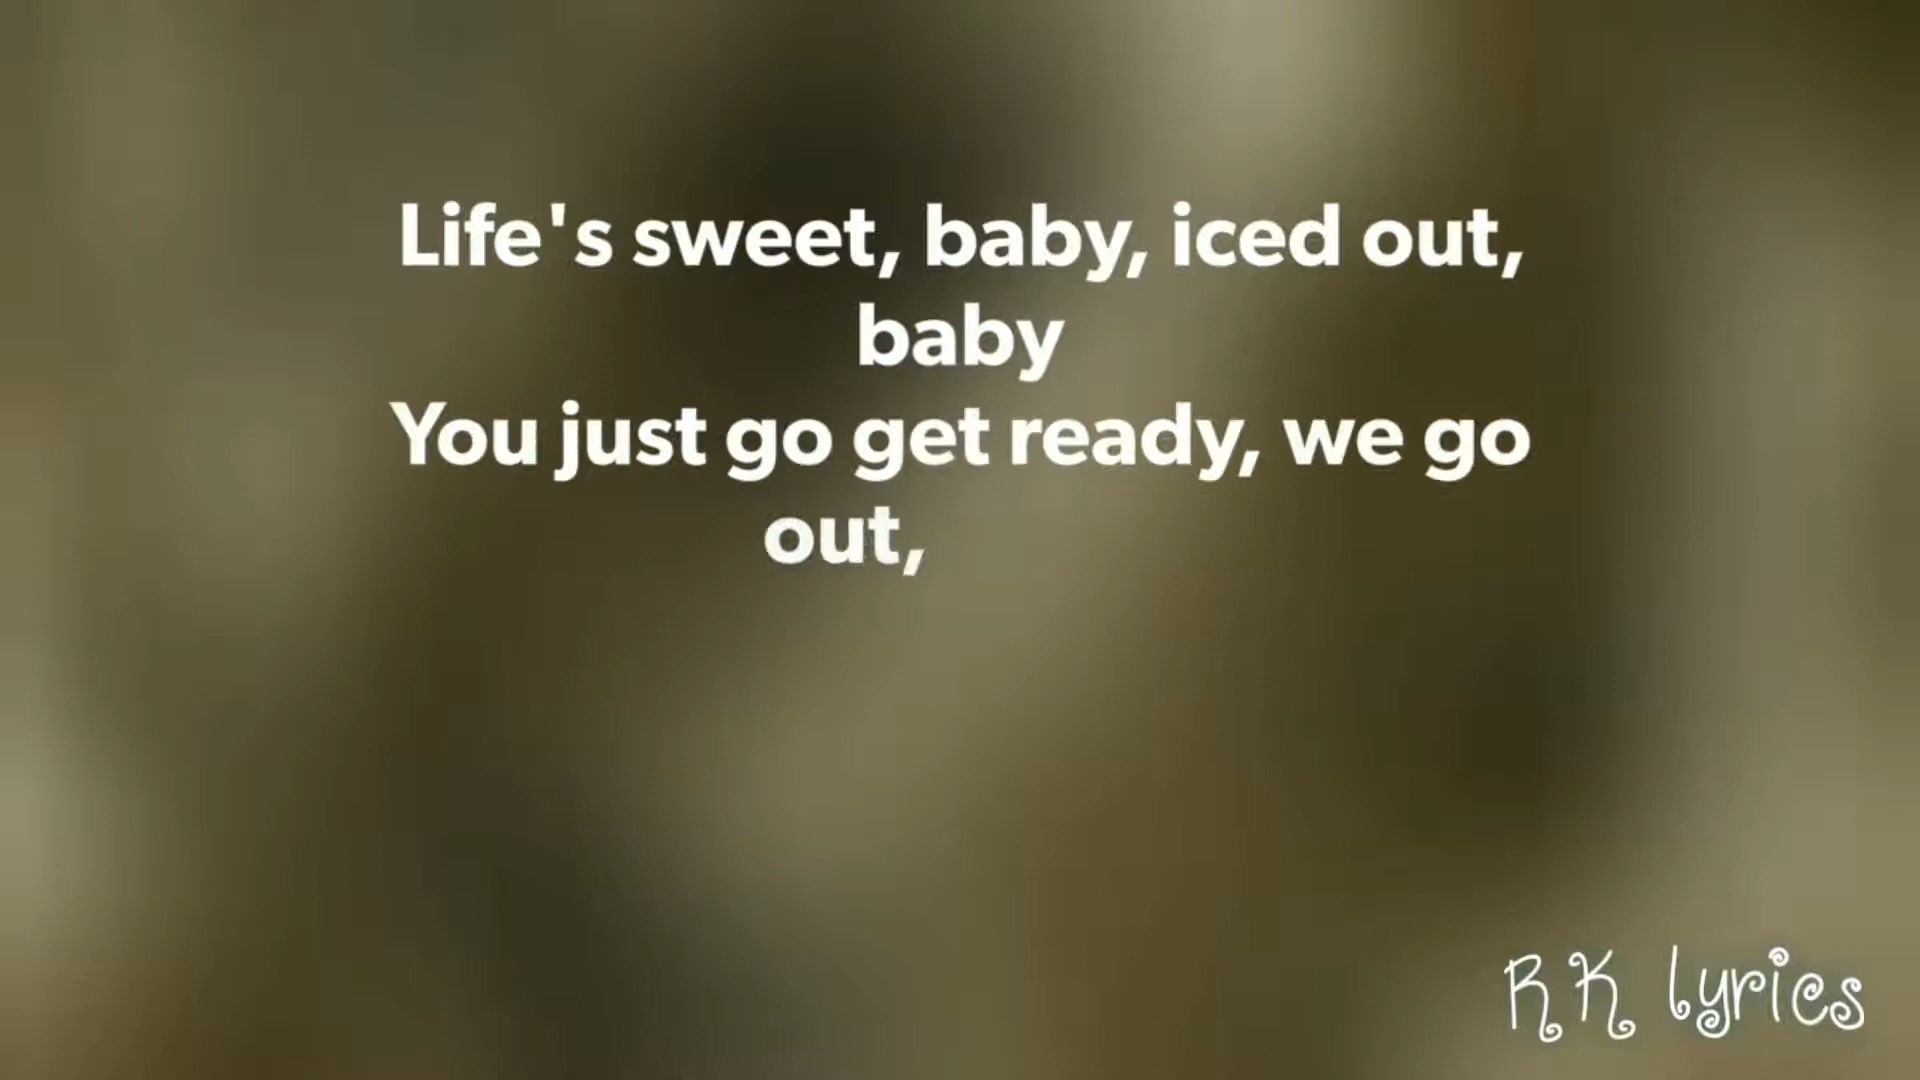 Life's sweet, baby, iced out,
baby
You just go get ready, we go
out,
RK lyrics